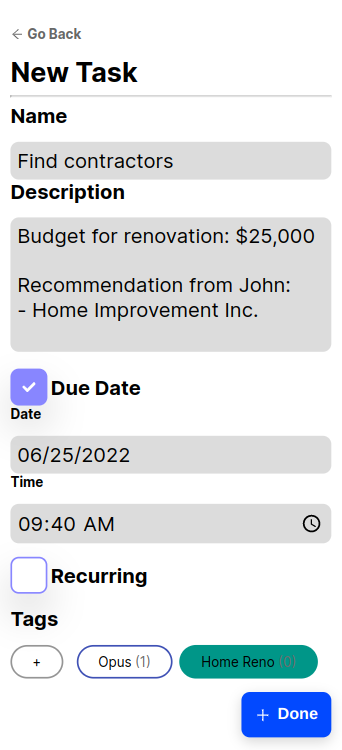 Go Back
New Task
Name
Find contractors
Description
Budget for renovation: $25,000
Recommendation from John:
- Home Improvement Inc.
Due Date
Date
06/25/2022
Time
09:40 AM
Recurring
Tags
+ Opus (1) Home Reno (0)
+ Done